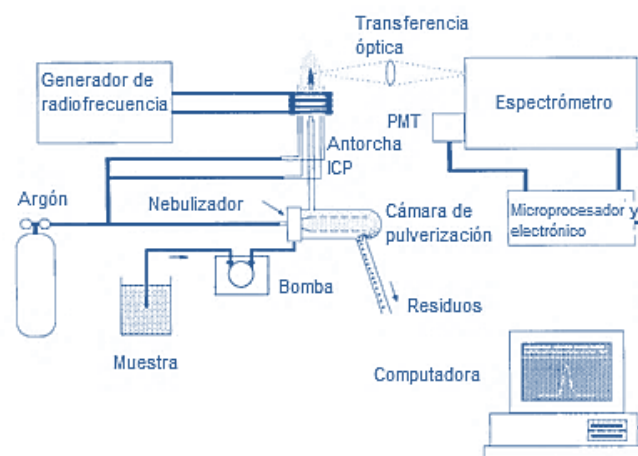 Transferencia
óptica
Generador de
radiofrecuencia
Espectrómetro
PMT
Antorcha
ICP
Argón
Nebulizador
Cámara de
pulverización
Microprocesador y
electrónico
Bomba
Residuos
Muestra
Computadora